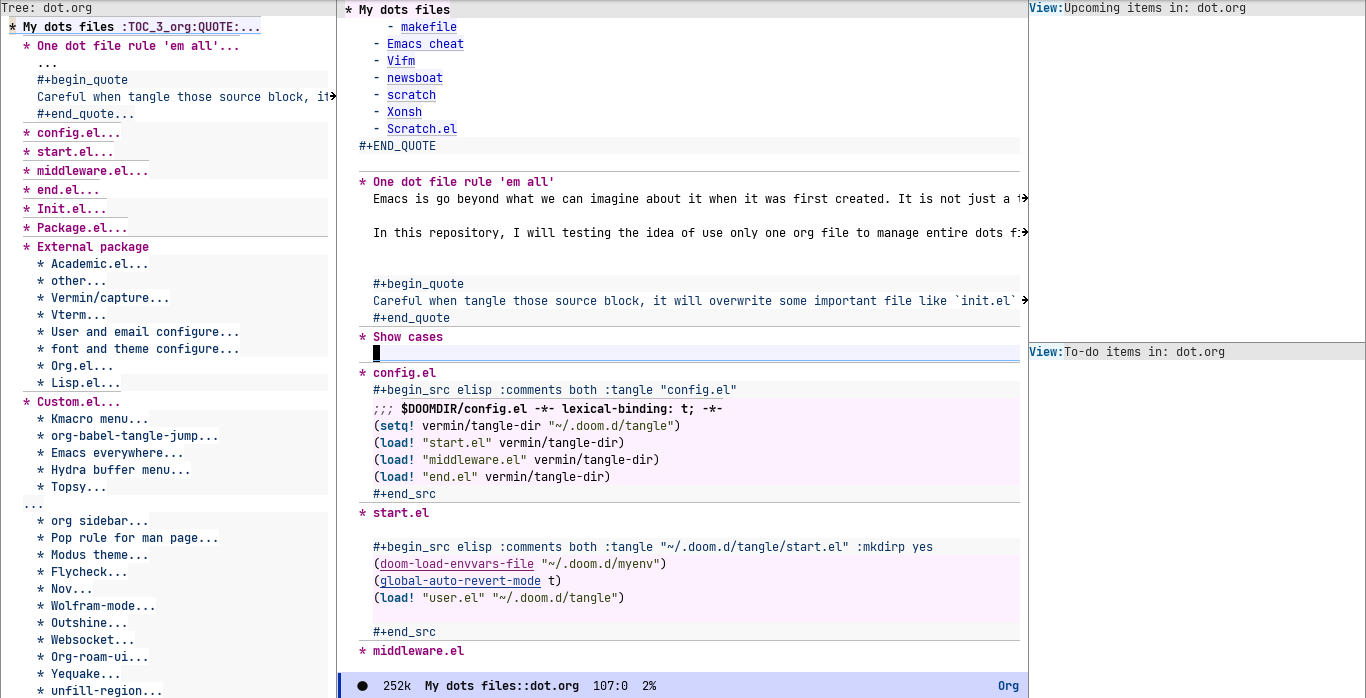 Tree: dot.org
* My dots files :TOC_3_org:QUOTE:...
* One dot file rule 'em all'...
...
#+begin_quote
Careful when tangle those source block, it
#+end_quote...
* config.el...
* start.el...
* middleware.el...
* end.el...
* Init.el...
* Package.el...
* External package
* Academic.el...
* other...
* Vermin/capture...
* Vterm...
* User and email configure...
* font and theme configure...
* Org.el...
* Lisp.el...
* Custom.el...
* Kmacro menu...
* org-babel-tangle-jump...
* Emacs everywhere...
* Hydra buffer menu...
* Topsy...
...
* org sidebar...
* Pop rule for man page...
* Modus theme...
* Flycheck...
* Nov...
* Wolfram-mode...
* Outshine...
* Websocket...
* Org-roam-ui...
* Yequake...
* unfill-region...
* My dots files
- makefile
- Emacs cheat
- Vifm
- newsboat
- scratch
- Xonsh
- Scratch.el
#+END_QUOTE
* One dot file rule 'em all'
Emacs is go beyond what we can imagine about it when it was first created. It is not just a
In this repository, I will testing the idea of use only one org file to manage entire dots
#+begin_quote
Careful when tangle those source block, it will overwrite some important file like `init.el`
#+end_quote
* Show cases
* config.el
#+begin_src elisp :comments both :tangle "config.el"
;;; $DOOMDIR/config.el -*- lexical-binding: t; -*-
(setq! vermin/tangle-dir "~/.doom.d/tangle")
(load! "start.el" vermin/tangle-dir)
(load! "middleware.el" vermin/tangle-dir)
(load! "end.el" vermin/tangle-dir)
#+end_src
* start.el
#+begin_src elisp :comments both :tangle "~/.doom.d/tangle/start.el" :mkdirp yes
(doom-load-envvars-file "~/.doom.d/myenv")
(global-auto-revert-mode t)
(load! "user.el" "~/.doom.d/tangle")
#+end_src
* middleware.el
252k My dots files::dot.org 107:0 2% Org
View:Upcoming items in: dot.org
View:To-do items in: dot.org